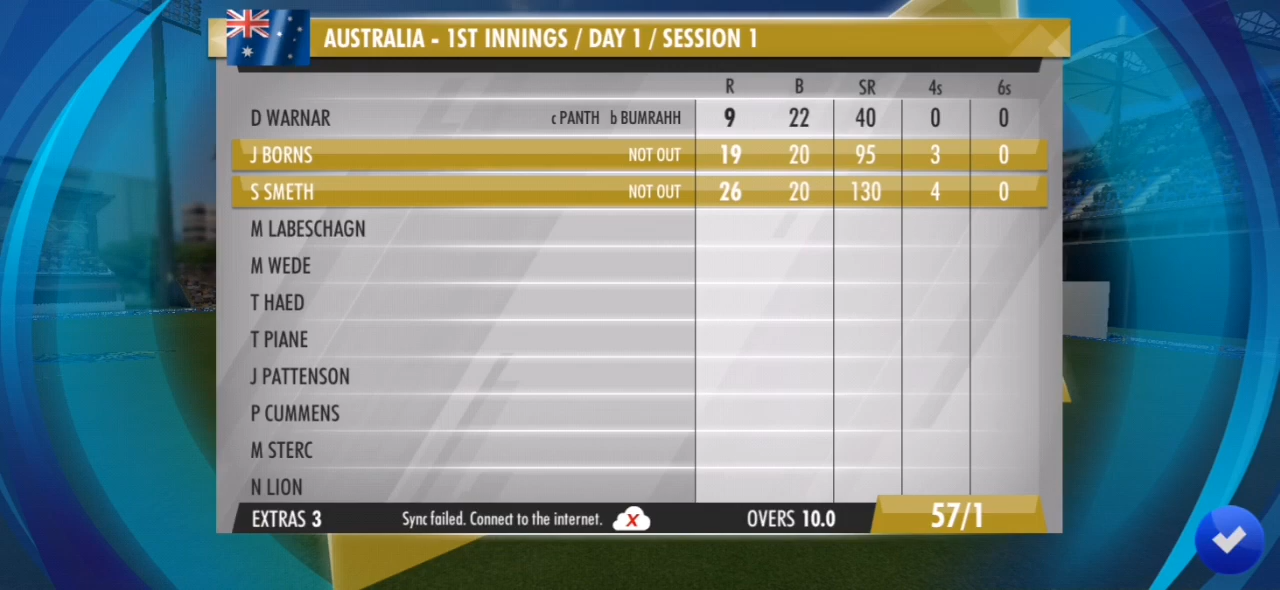 AUSTRALIA - 1ST INNINGS / DAY 1 / SESSION 1
R B SR 4s 6s
D WARNAR c PANTH b BUMRAHH 9 22 40 0 0
J BORNS NOT OUT 19 20 95 3 0
S SMETH NOT OUT 26 20 130 4 0
M LABESCHAGN
M WEDE
T HAED
T PIANE
J PATTENSON
P CUMMENS
M STERC
N LION
EXTRAS 3 Sync failed. Connect to the internet. X OVERS 10.0 57/1